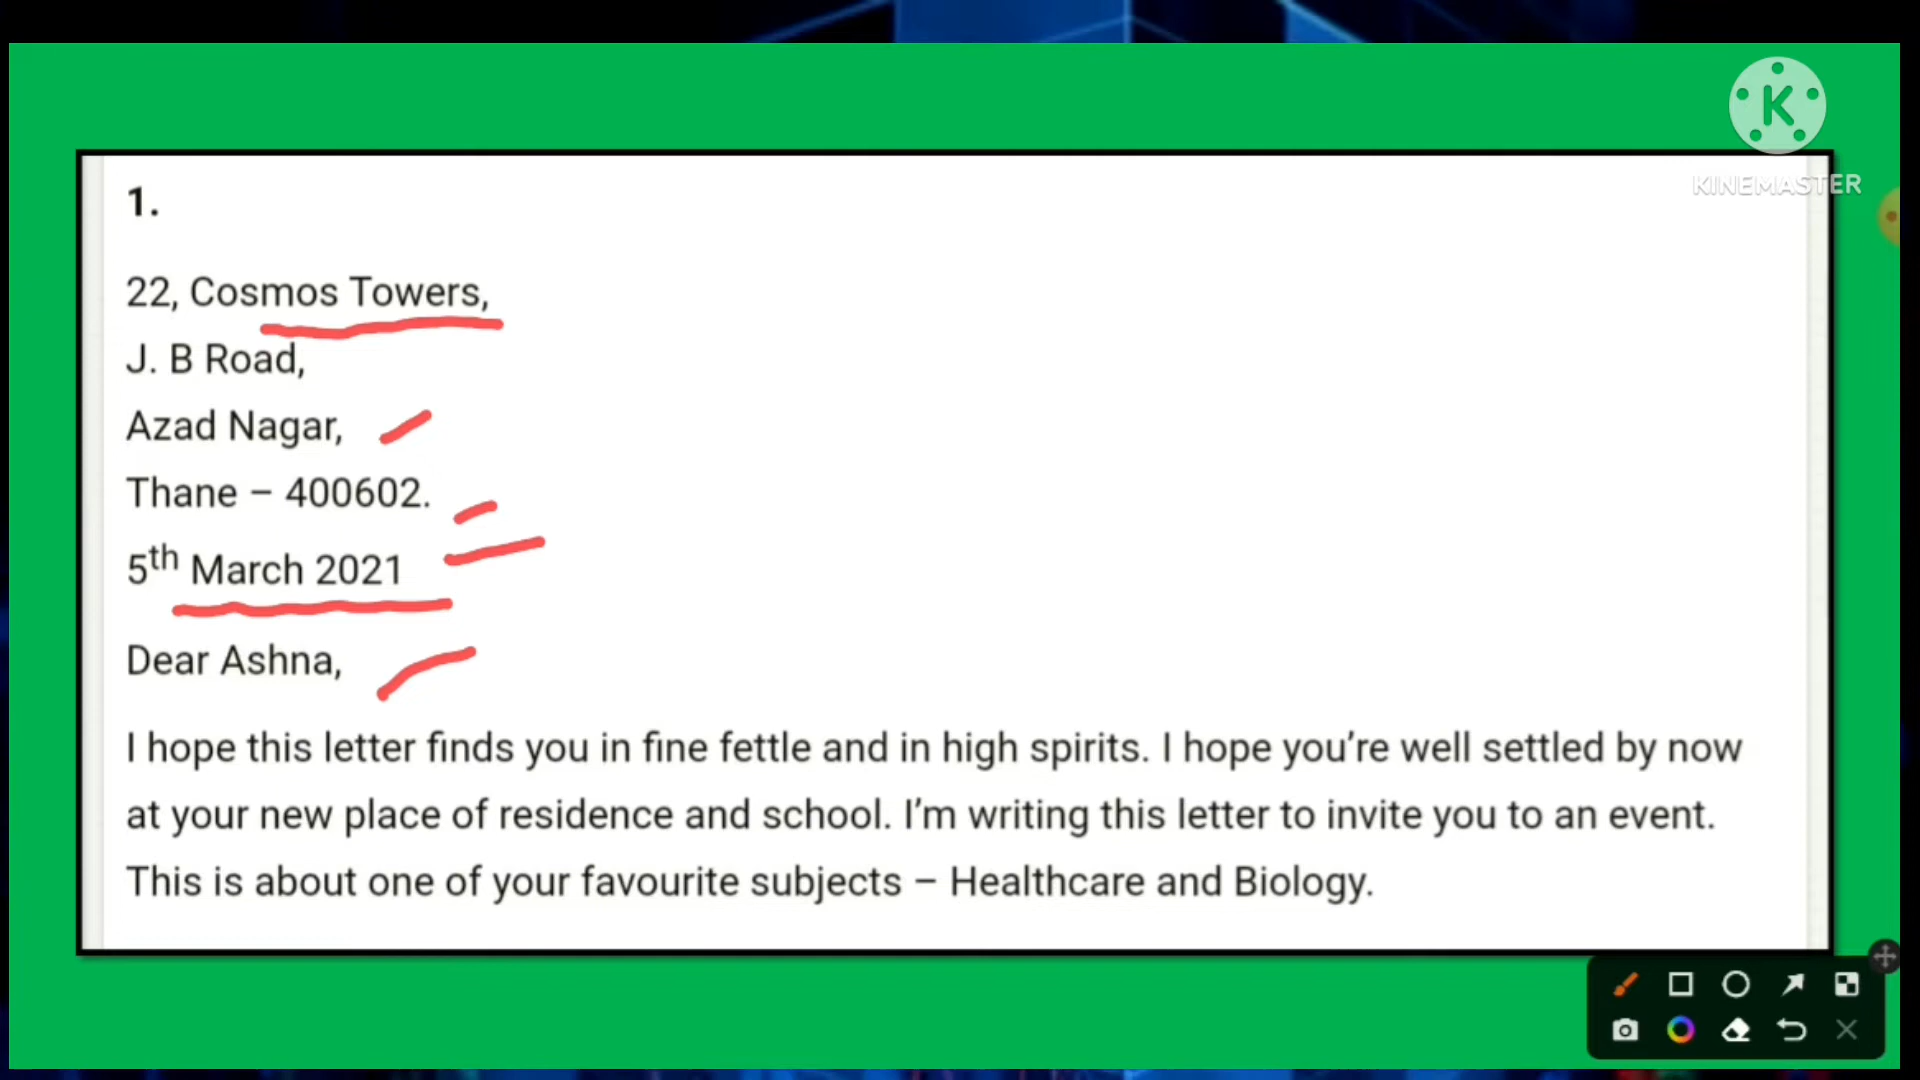 K
KINEMASTER
1.
22, Cosmos Towers,
J. B Road,
Azad Nagar,
Thane – 400602.
5th March 2021
Dear Ashna,
I hope this letter finds you in fine fettle and in high spirits. I hope you’re well settled by now
at your new place of residence and school. I’m writing this letter to invite you to an event.
This is about one of your favourite subjects – Healthcare and Biology.